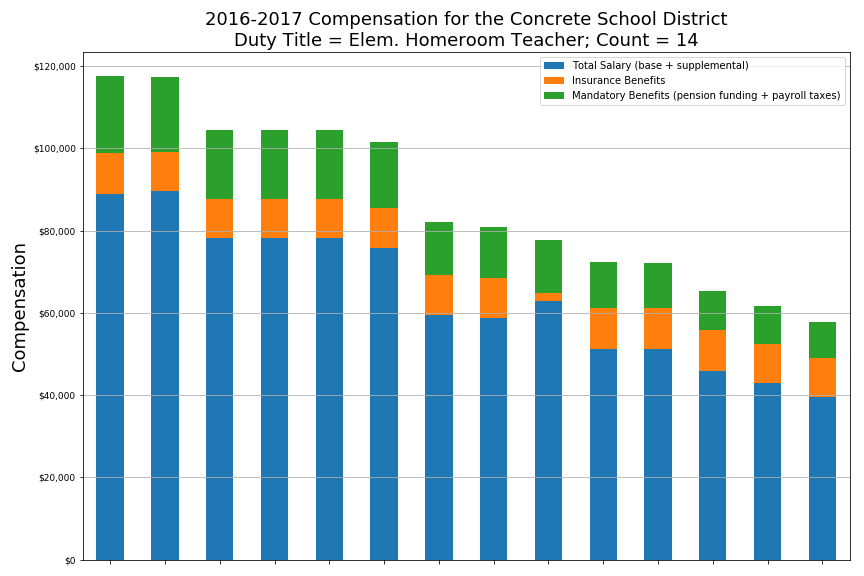 2016-2017 Compensation for the Concrete School District
Duty Title = Elem. Homeroom Teacher; Count = 14
Total Salary (base + supplemental)
Insurance Benefits
Mandatory Benefits (pension funding + payroll taxes)
Compensation
$120,000
$100,000
$80,000
$60,000
$40,000
$20,000
$0